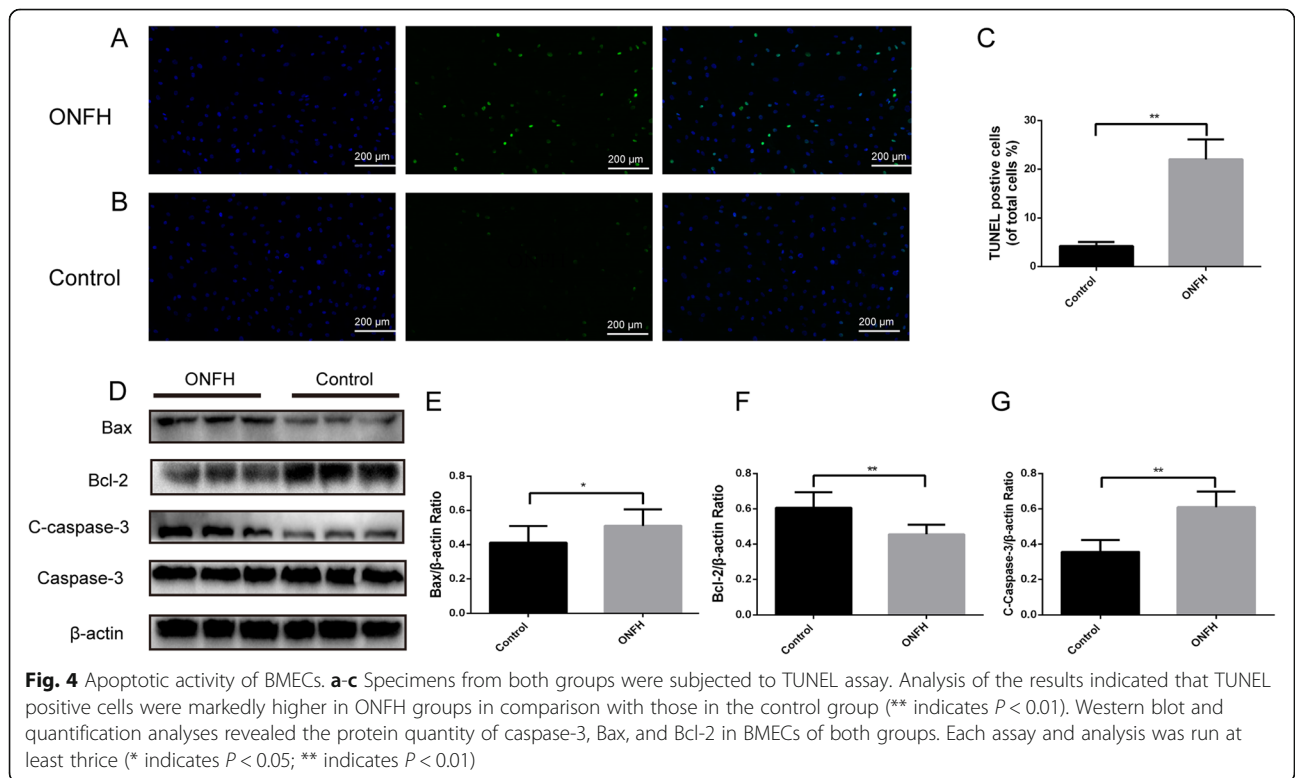 A
ONFH
200 μm
200 μm
200 μm
B
Control
200 μm
200 μm
200 μm
C
**
30
20
10
0
TUNEL postive cells
(of total cells %)
Control
ONFH
D
ONFH
Control
Bax
Bcl-2
C-caspase-3
Caspase-3
β-actin
E
*
0.8
0.6
0.4
0.2
0.0
Bax/β-actin Ratio
Control
ONFH
F
**
0.8
0.6
0.4
0.2
0.0
Bcl-2/β-actin Ratio
Control
ONFH
G
**
0.8
0.6
0.4
0.2
0.0
C-Caspase-3/β-actin Ratio
Control
ONFH
Fig. 4 Apoptotic activity of BMECs. a-c Specimens from both groups were subjected to TUNEL assay. Analysis of the results indicated that TUNEL
positive cells were markedly higher in ONFH groups in comparison with those in the control group (** indicates P < 0.01). Western blot and
quantification analyses revealed the protein quantity of caspase-3, Bax, and Bcl-2 in BMECs of both groups. Each assay and analysis was run at
least thrice (* indicates P < 0.05; ** indicates P < 0.01)